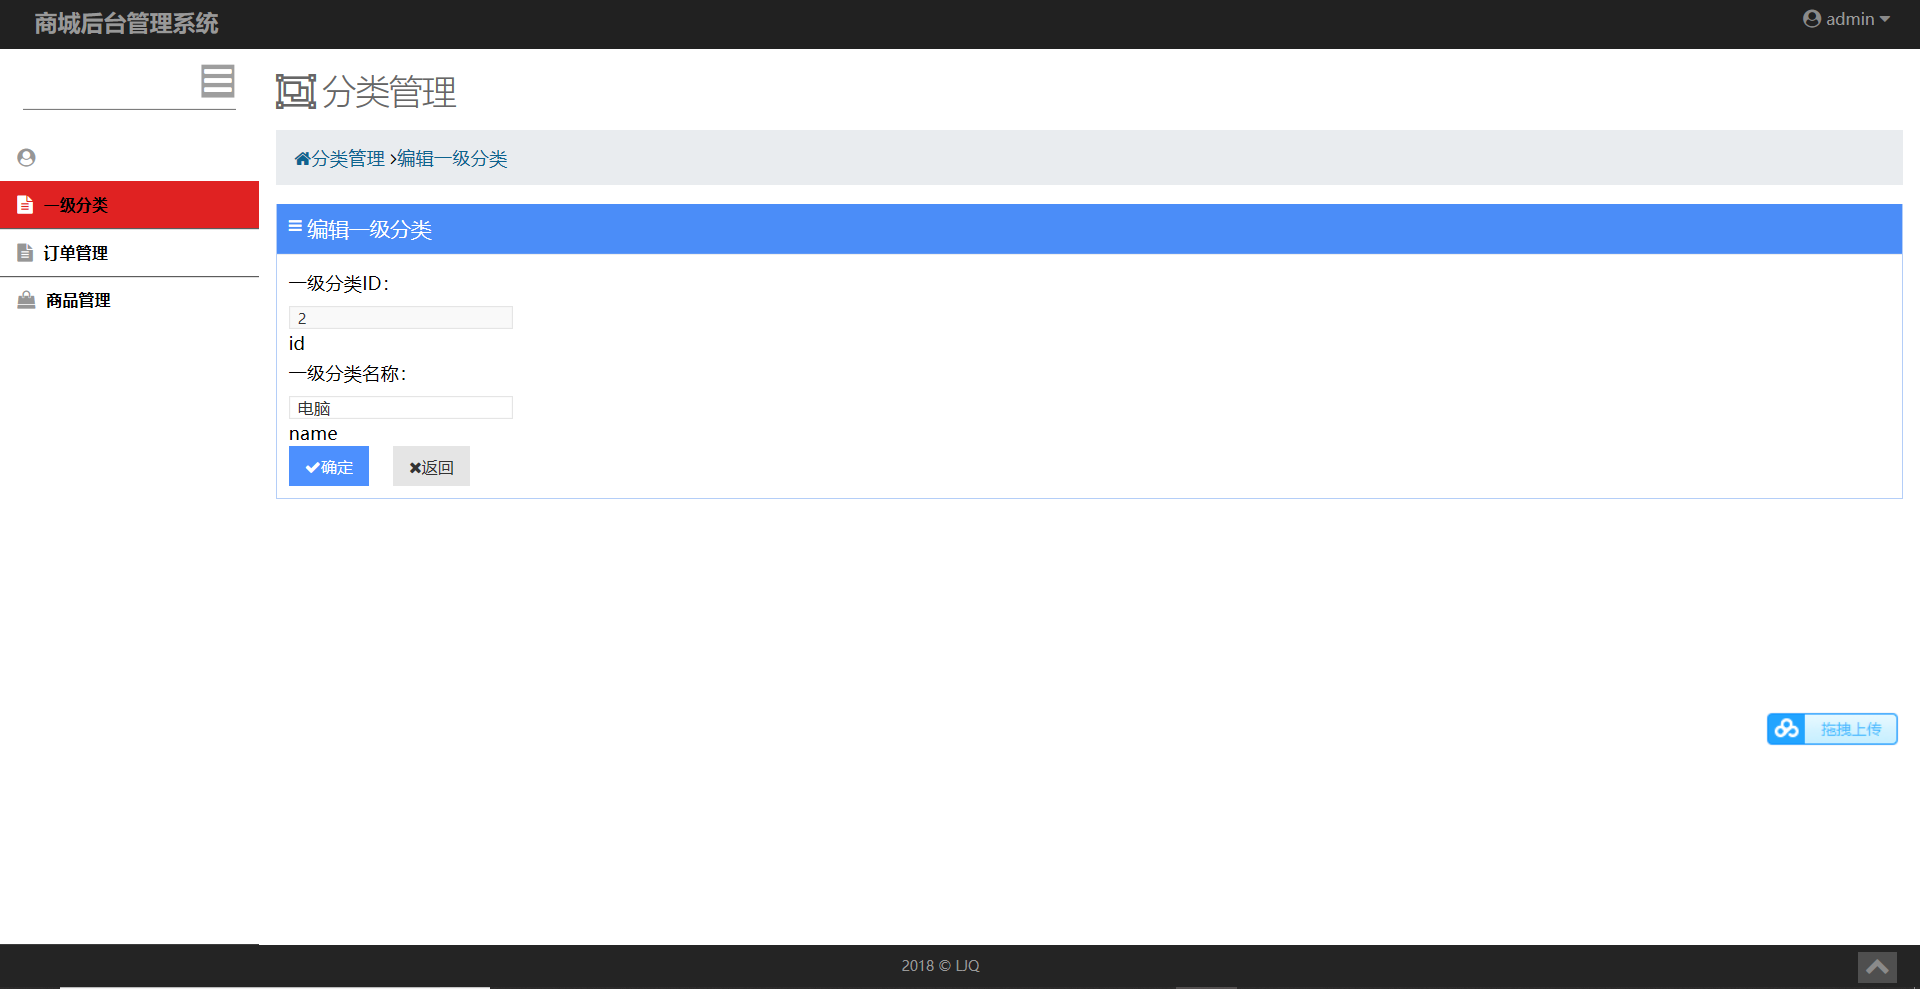 商城后台管理系统
admin
分类管理
分类管理 ›编辑一级分类
一级分类
订单管理
商品管理
编辑一级分类
一级分类ID：
2
id
一级分类名称：
电脑
name
确定
返回
拖拽上传
2018 © LJQ